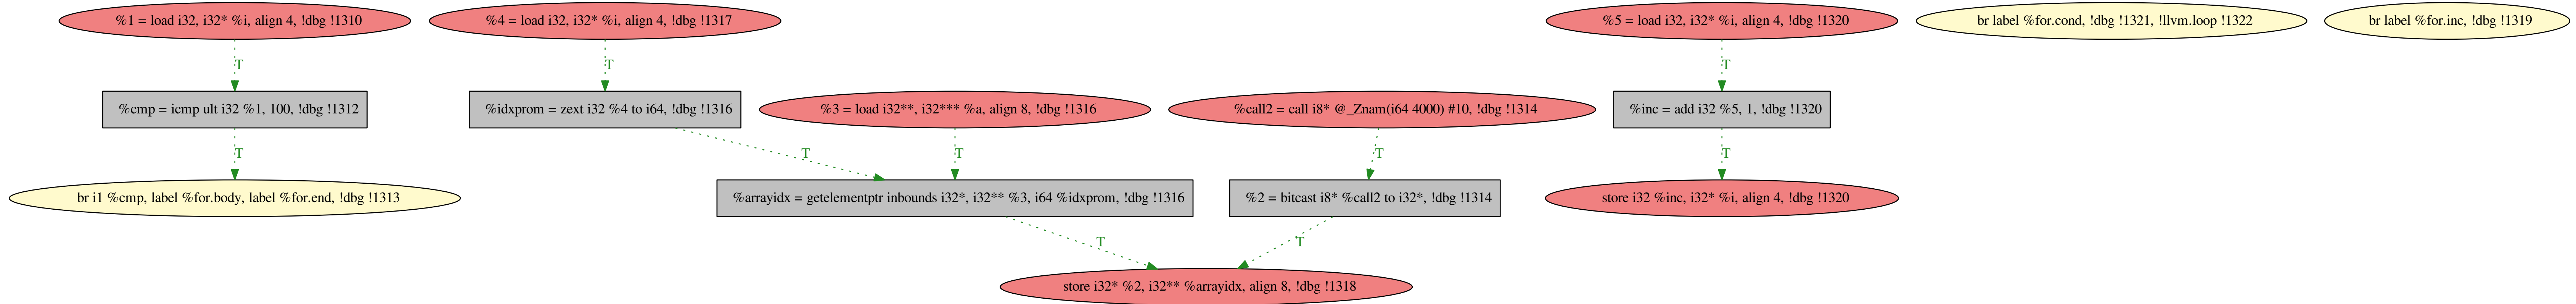 %1 = load i32, i32* %i, align 4, !dbg !1310
%4 = load i32, i32* %i, align 4, !dbg !1317
%5 = load i32, i32* %i, align 4, !dbg !1320
br label %for.cond, !dbg !1321, !llvm.loop !1322
br label %for.inc, !dbg !1319
T
T
T
%cmp = icmp ult i32 %1, 100, !dbg !1312
%idxprom = zext i32 %4 to i64, !dbg !1316
%3 = load i32**, i32*** %a, align 8, !dbg !1316
%call2 = call i8* @_Znam(i64 4000) #10, !dbg !1314
%inc = add i32 %5, 1, !dbg !1320
T
T
T
T
T
br i1 %cmp, label %for.body, label %for.end, !dbg !1313
%arrayidx = getelementptr inbounds i32*, i32** %3, i64 %idxprom, !dbg !1316
%2 = bitcast i8* %call2 to i32*, !dbg !1314
store i32 %inc, i32* %i, align 4, !dbg !1320
T
T
store i32* %2, i32** %arrayidx, align 8, !dbg !1318